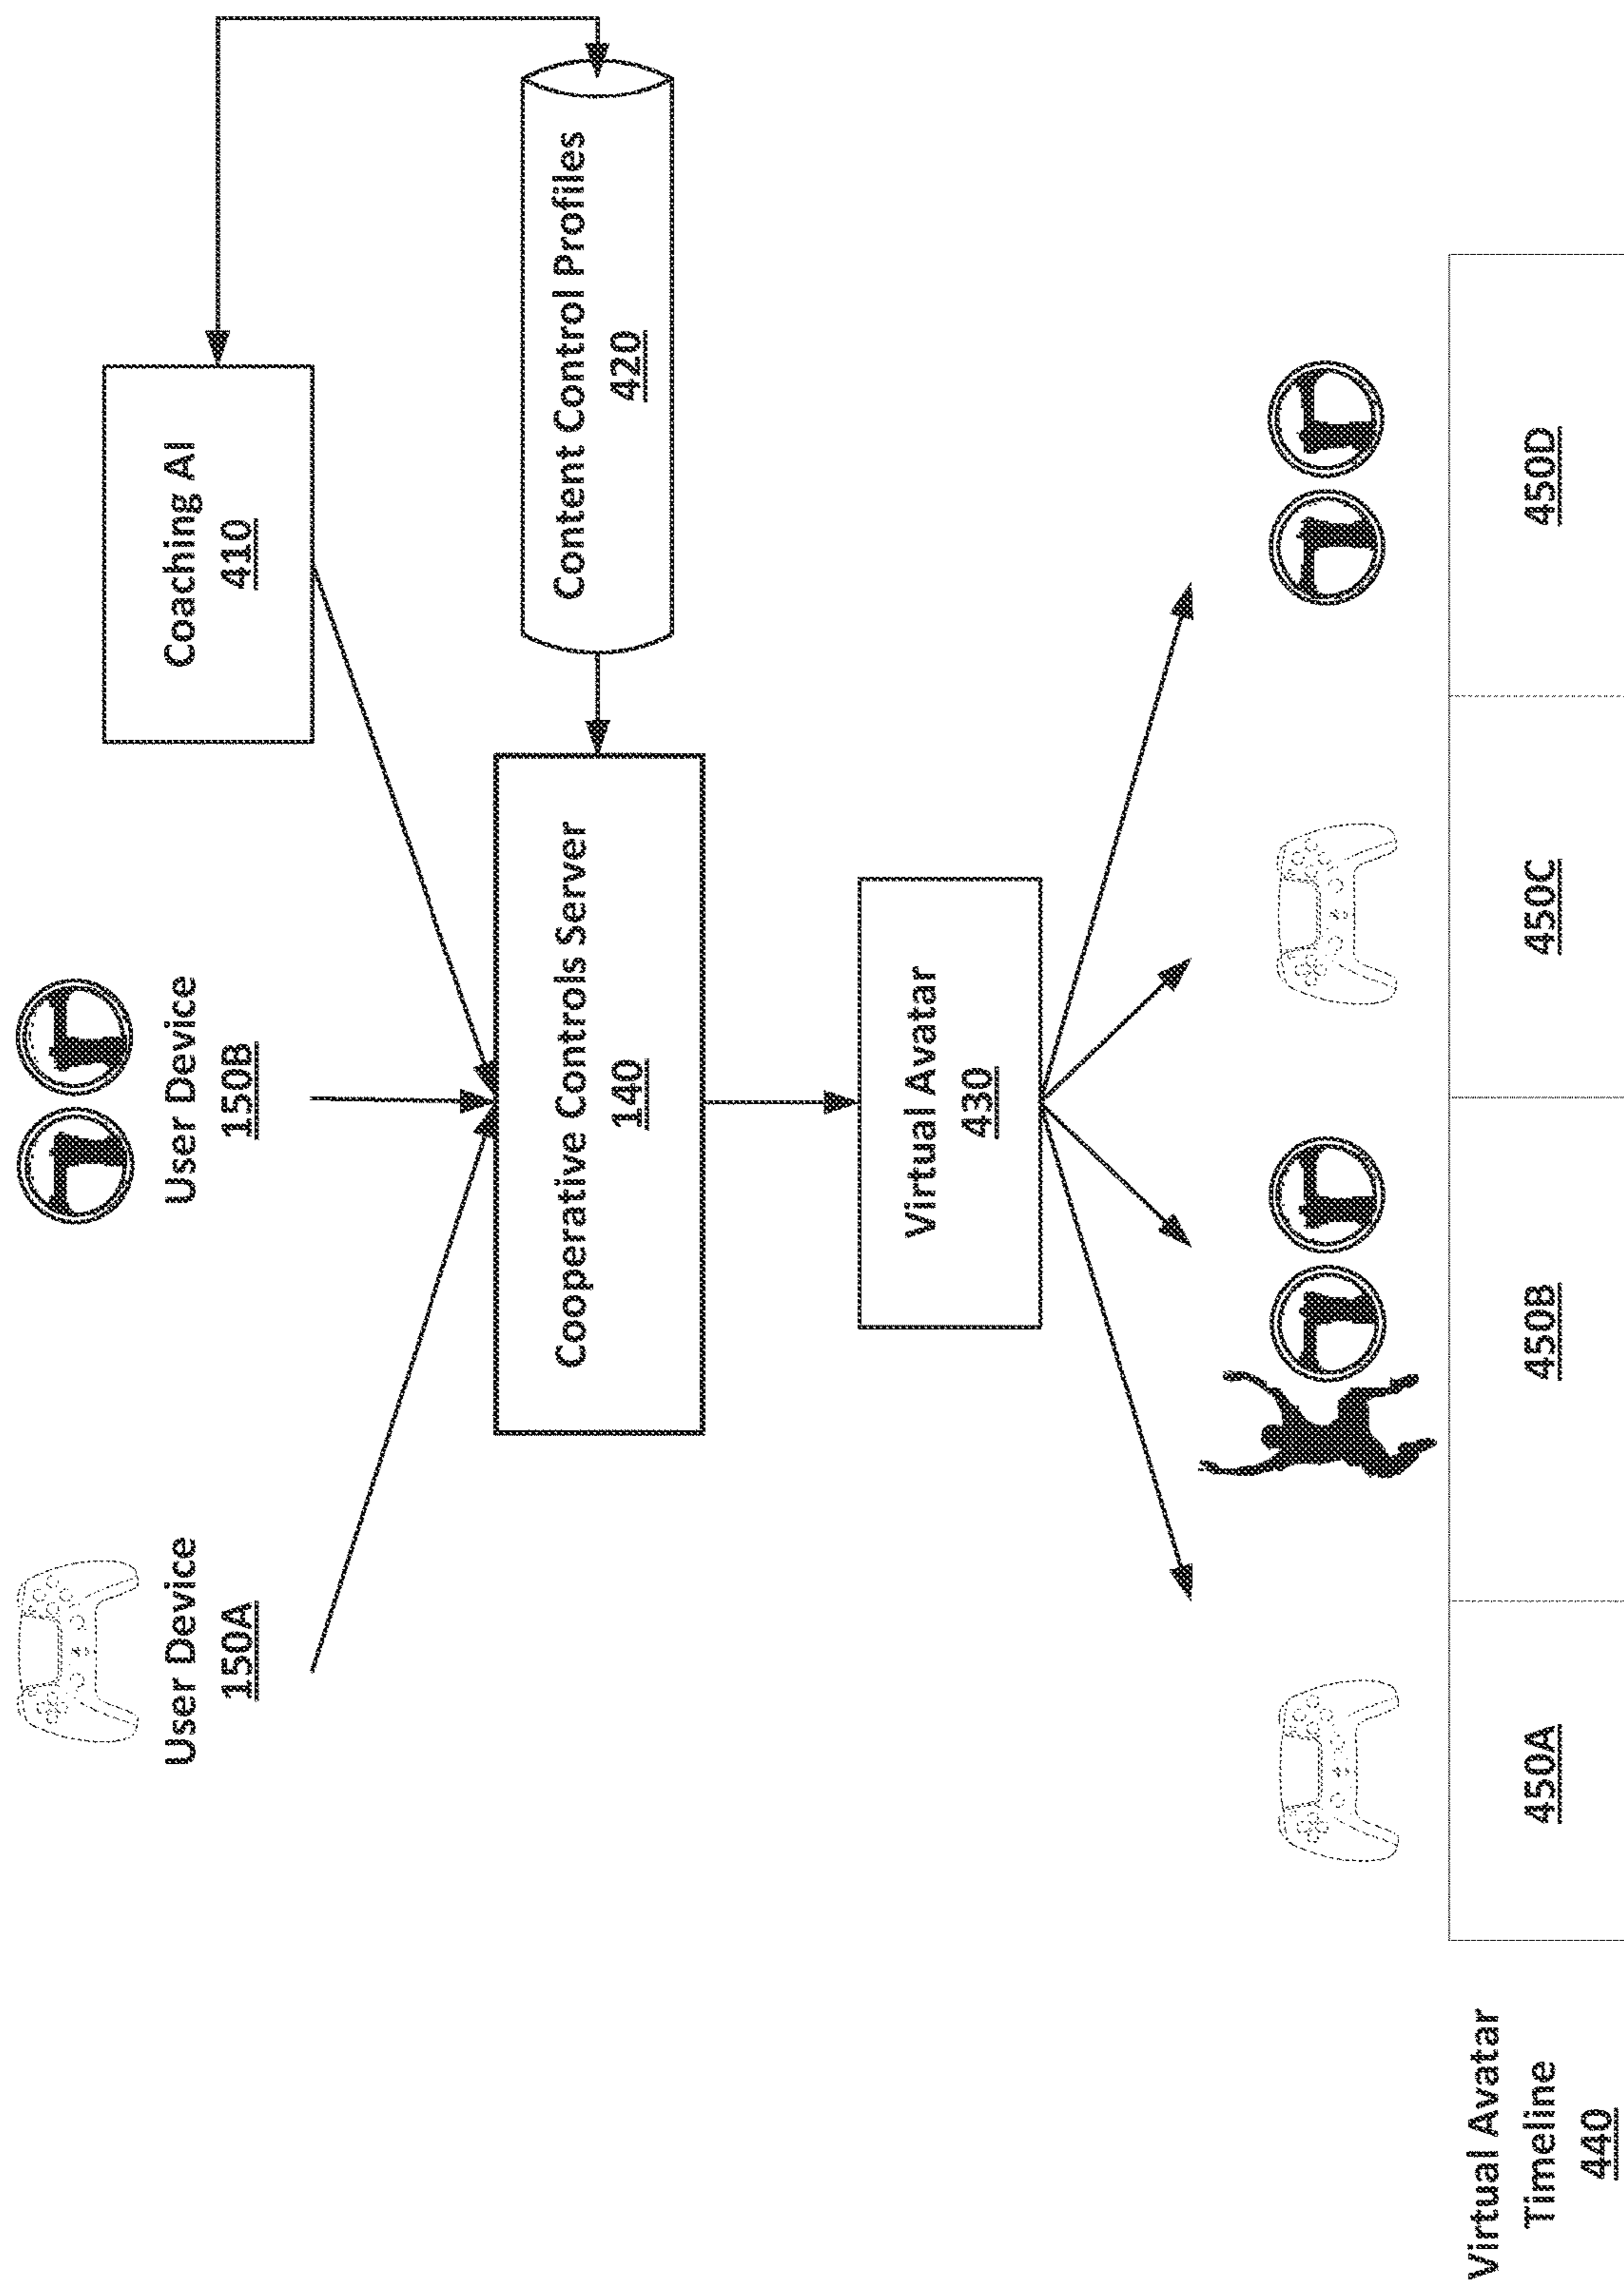 User Device
150A
User Device
150B
Coaching AI
410
Cooperative Controls Server
140
Content Control Profiles
420
Virtual Avatar
430
Virtual Avatar
Timeline
440
450A
450B
450C
450D